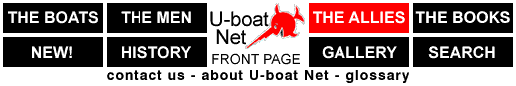 THE BOATS THE MEN U-boat Net THE ALLIES THE BOOKS
NEW! HISTORY FRONT PAGE GALLERY SEARCH
contact us - about U-boat Net - glossary